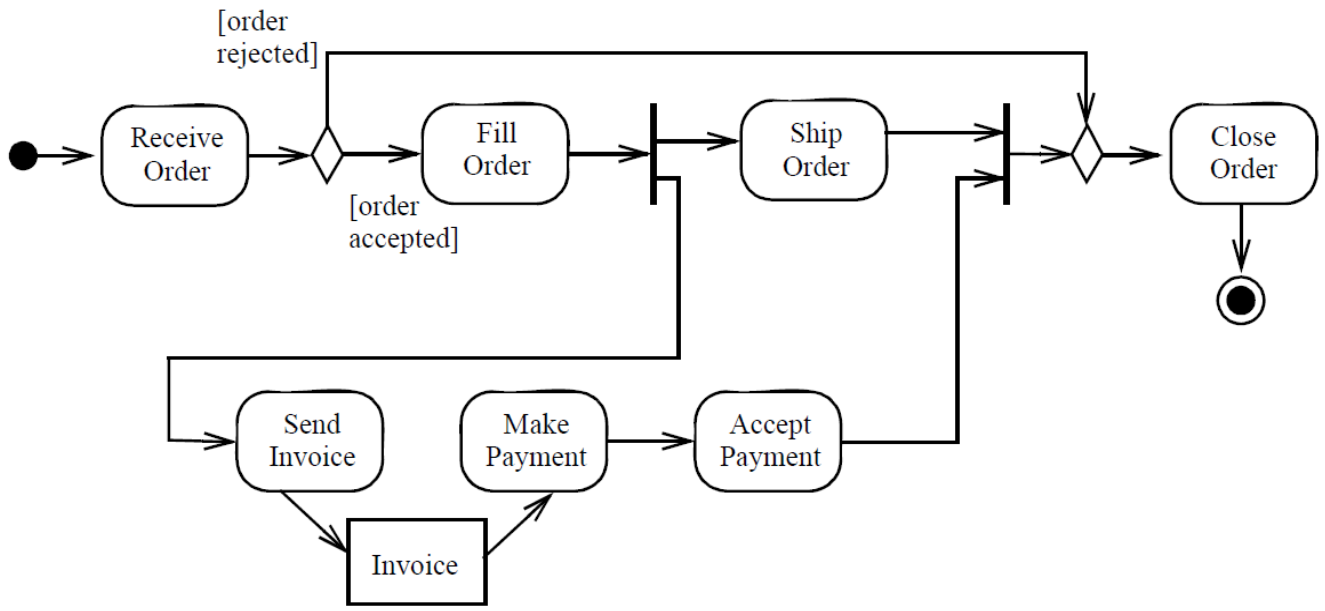 [order
rejected]
Receive
Order
[order
accepted]
Fill
Order
Ship
Order
Close
Order
Send
Invoice
Invoice
Make
Payment
Accept
Payment